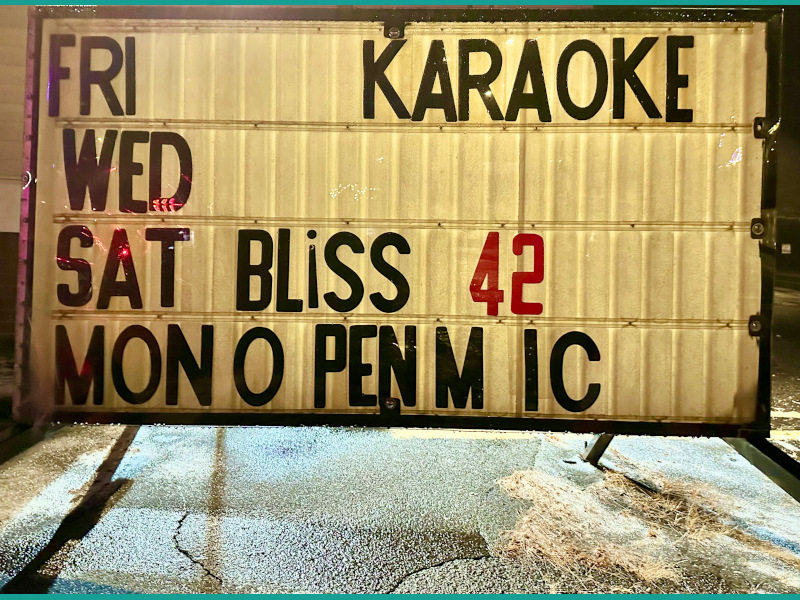 FRI KARAOKE
WED
SAT BLiSS 42
MON O PEN M IC